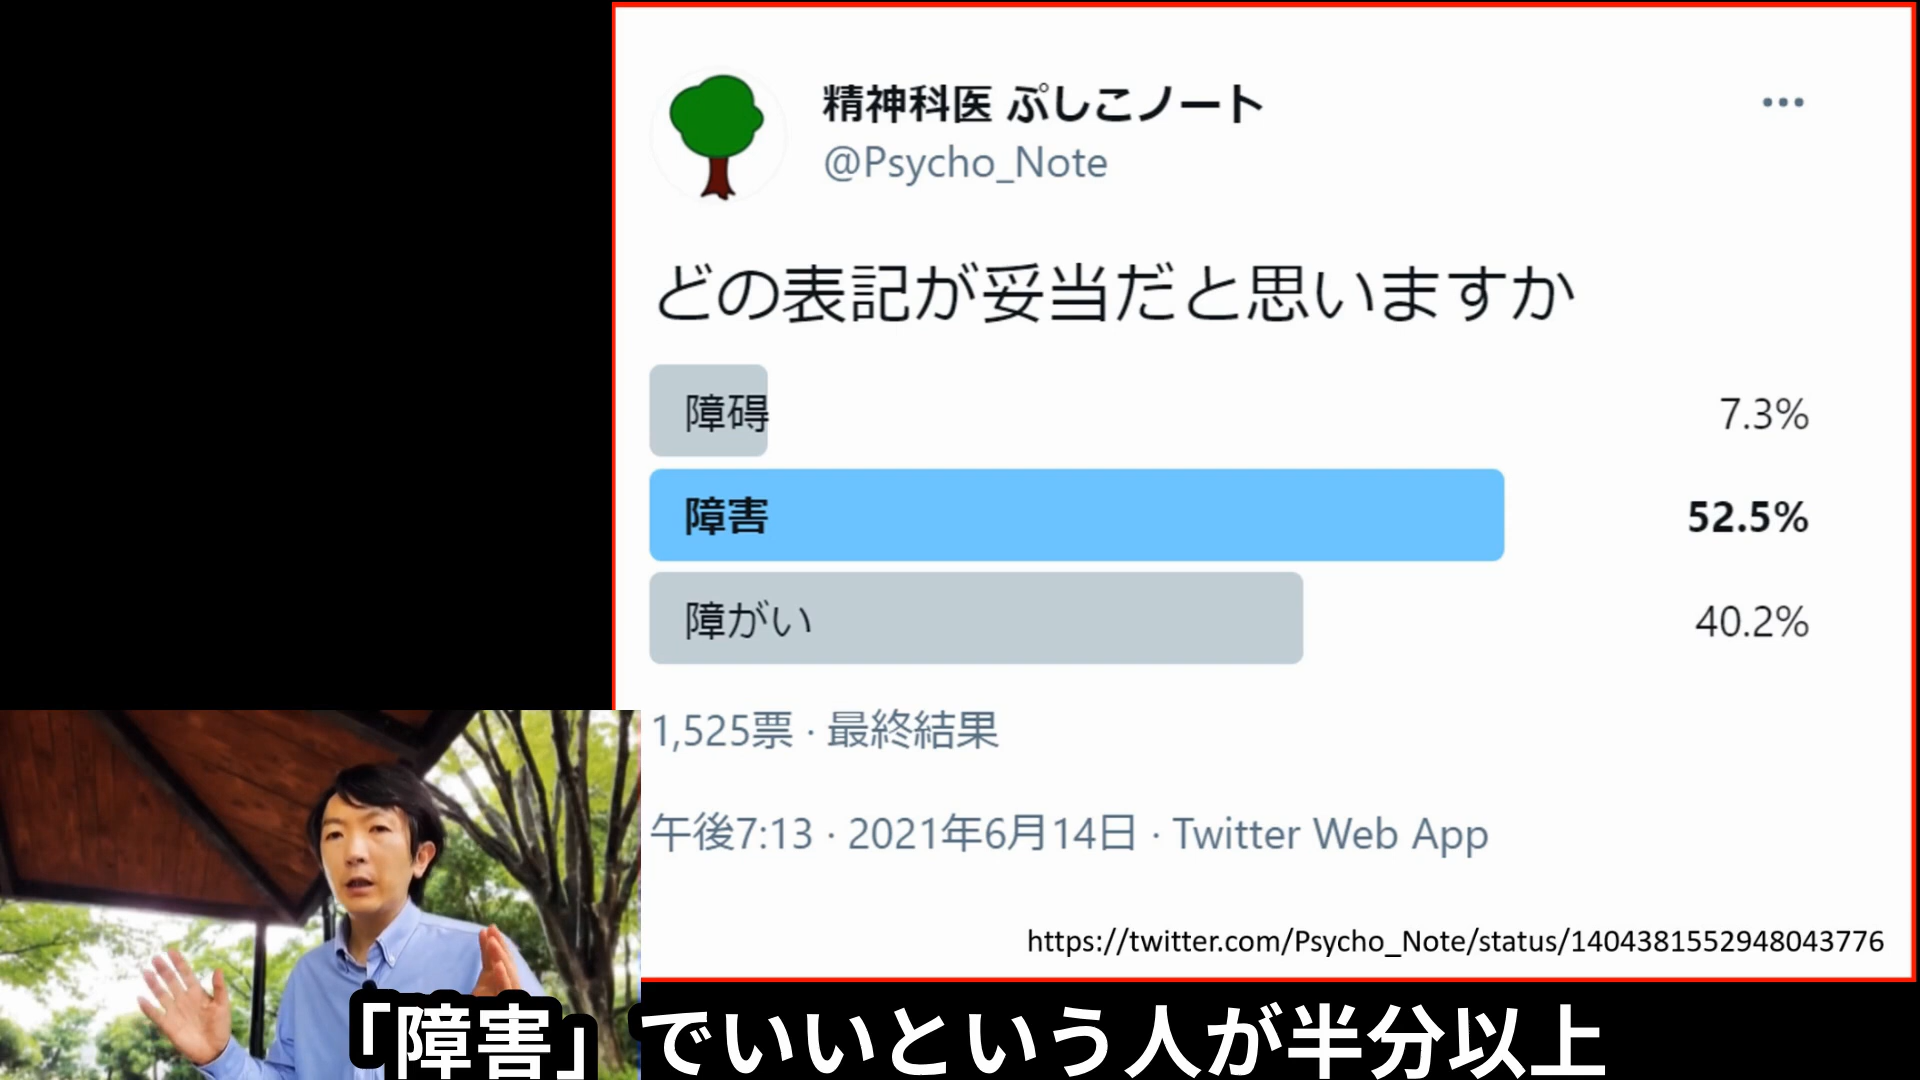 精神科医 ぷしこノート
@Psycho_Note
どの表記が妥当だと思いますか
障碍 7.3%
障害 52.5%
障がい 40.2%
1,525票 · 最終結果
午後7:13 · 2021年6月14日 · Twitter Web App
https://twitter.com/Psycho_Note/status/1404381552948043776
「障害」でいいという人が半分以上